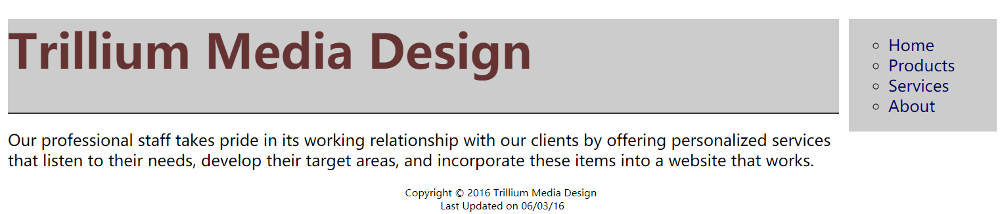 Trillium Media Design
Home
Products
Services
About
Our professional staff takes pride in its working relationship with our clients by offering personalized services
that listen to their needs, develop their target areas, and incorporate these items into a website that works.
Copyright © 2016 Trillium Media Design
Last Updated on 06/03/16